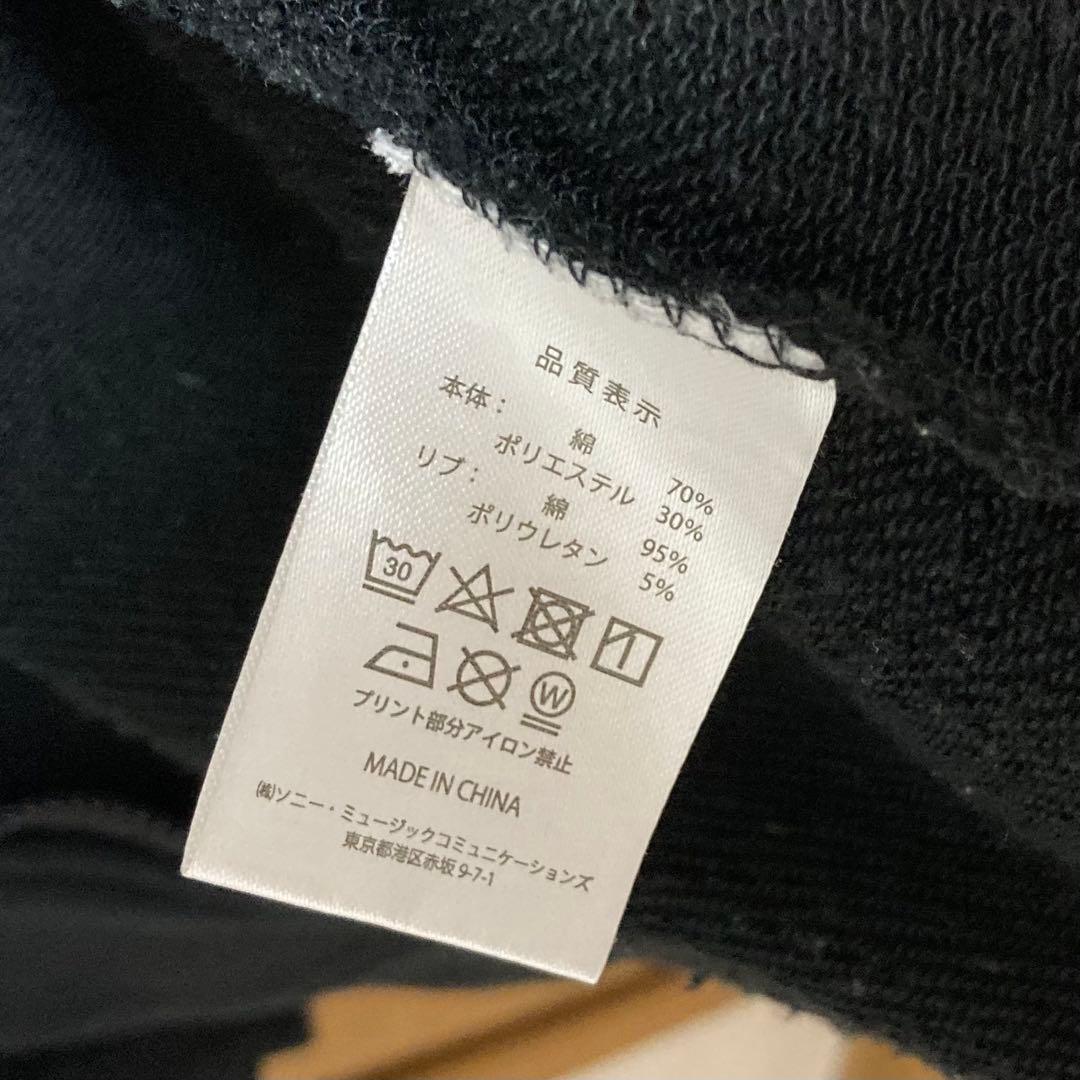 品質表示
本体： 綿 70%
ポリエステル 30%
リブ： 綿 95%
ポリウレタン 5%
30
W
プリント部分アイロン禁止
MADE IN CHINA
(株)ソニー・ミュージックコミュニケーションズ
東京都港区赤坂 9-7-1